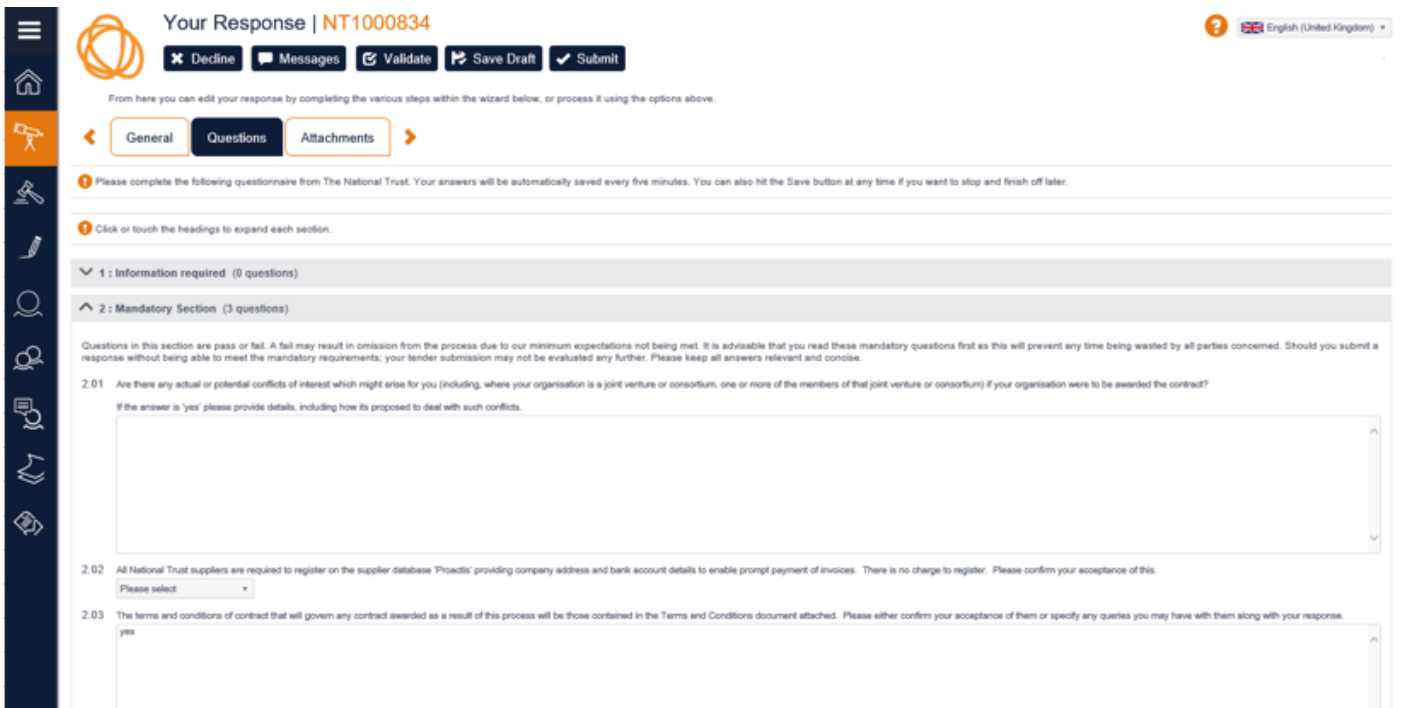 Your Response | NT1000834
English (United Kingdom)
Decline Messages Validate Save Draft Submit
From here you can edit your response by completing the various steps within the wizard below, or process it using the options above.
General Questions Attachments
Please complete the following questionnaire from The National Trust. Your answers will be automatically saved every five minutes. You can also hit the Save button at any time if you want to stop and finish off later.
Click or touch the headings to expand each section.
1 : Information required (0 questions)
2 : Mandatory Section (3 questions)
Questions in this section are pass or fail. A fail may result in omission from the process due to our minimum expectations not being met. It is advisable that you read these mandatory questions first as this will prevent any time being wasted by all parties concerned. Should you submit a
response without being able to meet the mandatory requirements; your tender submission may not be evaluated any further. Please keep all answers relevant and concise.
2.01 Are there any actual or potential conflicts of interest which might arise for you (including, where your organisation is a joint venture or consortium, one or more of the members of that joint venture or consortium) if your organisation were to be awarded the contract?
If the answer is 'yes' please provide details, including how its proposed to deal with such conflicts.
2.02 All National Trust suppliers are required to register on the supplier database 'Proactis' providing company address and bank account details to enable prompt payment of invoices. There is no charge to register. Please confirm your acceptance of this.
Please select
2.03 The terms and conditions of contract that will govern any contract awarded as a result of this process will be those contained in the Terms and Conditions document attached. Please either confirm your acceptance of them or specify any queries you may have with them along with your response.
yes